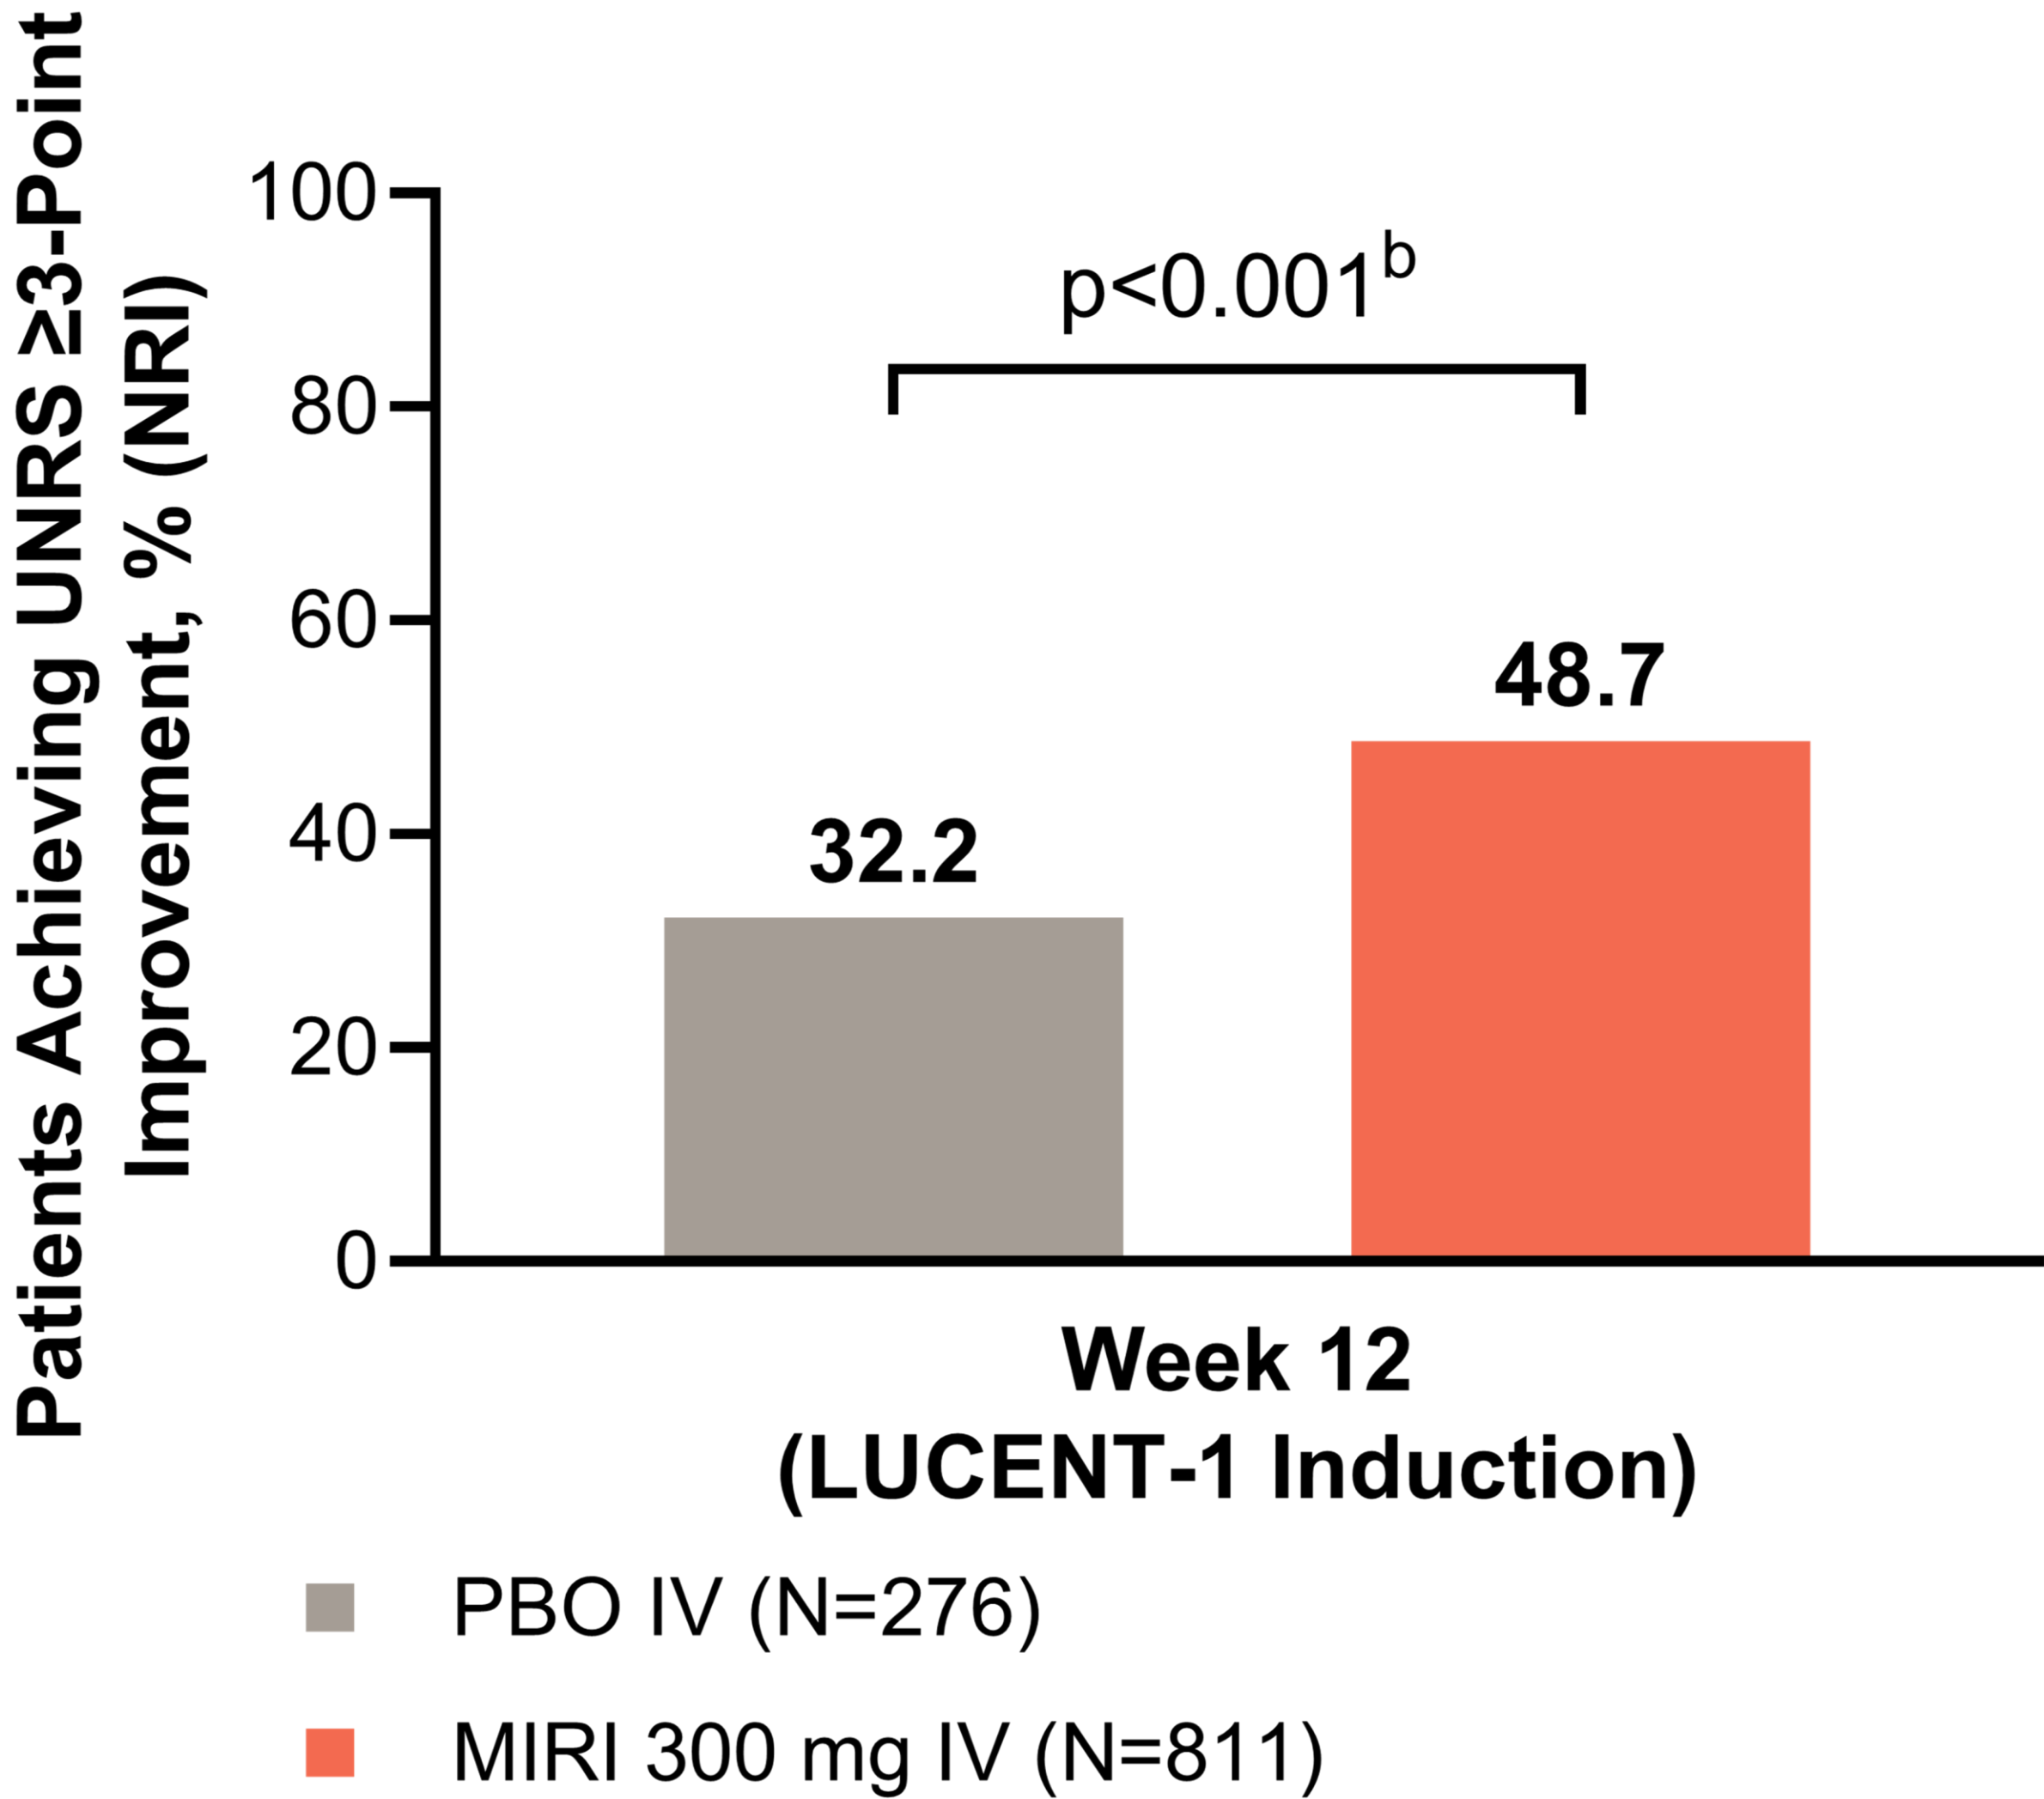 Patients Achieving UNRS ≥3-Point
Improvement, % (NRI)
100
80
60
40
20
0
p<0.001b
32.2
48.7
Week 12
(LUCENT-1 Induction)
PBO IV (N=276)
MIRI 300 mg IV (N=811)